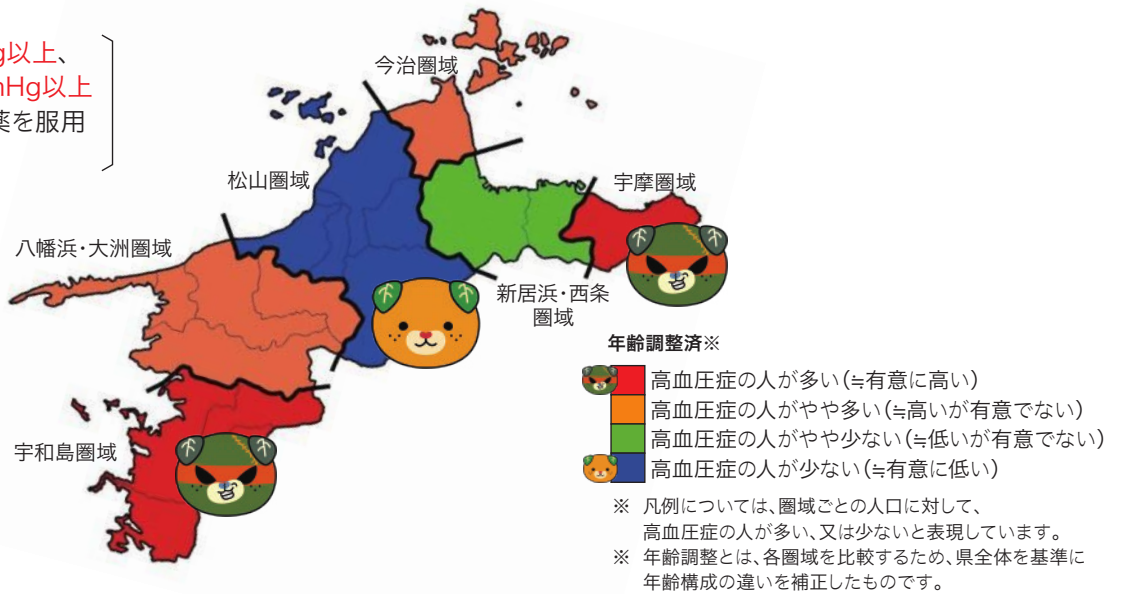 g以上、
mHg以上
薬を服用
今治圏域
松山圏域
宇摩圏域
八幡浜・大洲圏域
新居浜・西条
圏域
宇和島圏域
年齢調整済※
高血圧症の人が多い(≒有意に高い)
高血圧症の人がやや多い(≒高いが有意でない)
高血圧症の人がやや少ない(≒低いが有意でない)
高血圧症の人が少ない(≒有意に低い)
※ 凡例については、圏域ごとの人口に対して、
高血圧症の人が多い、又は少ないと表現しています。
※ 年齢調整とは、各圏域を比較するため、県全体を基準に
年齢構成の違いを補正したものです。